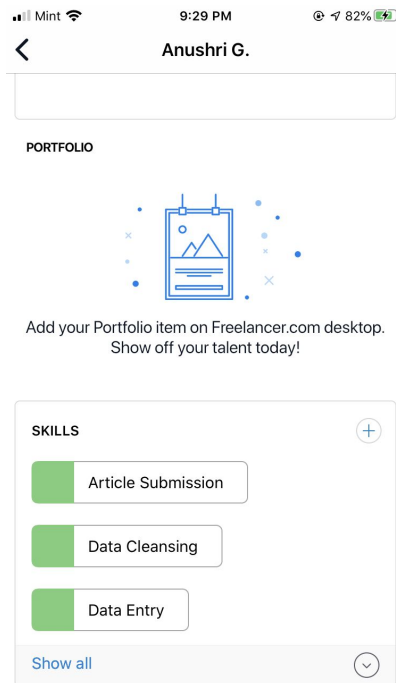 Mint 9:29 PM 82%
Anushri G.
PORTFOLIO
Add your Portfolio item on Freelancer.com desktop.
Show off your talent today!
SKILLS
Article Submission
Data Cleansing
Data Entry
Show all